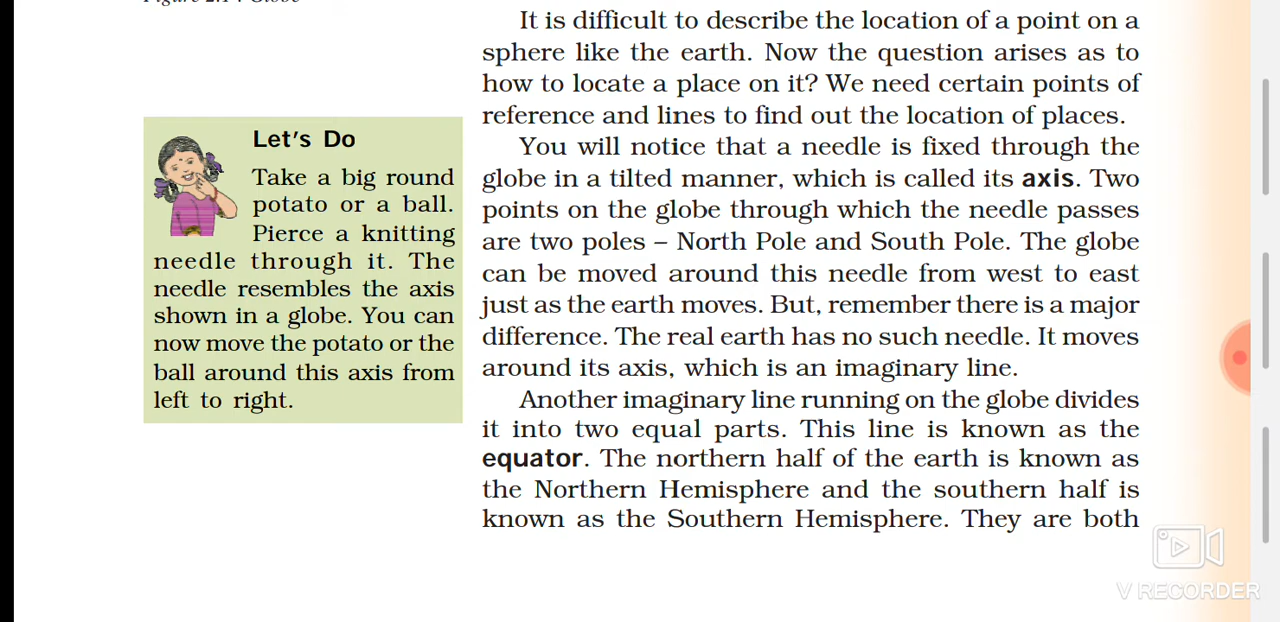 It is difficult to describe the location of a point on a
sphere like the earth. Now the question arises as to
how to locate a place on it? We need certain points of
reference and lines to find out the location of places.
You will notice that a needle is fixed through the
globe in a tilted manner, which is called its axis. Two
points on the globe through which the needle passes
are two poles – North Pole and South Pole. The globe
can be moved around this needle from west to east
just as the earth moves. But, remember there is a major
difference. The real earth has no such needle. It moves
around its axis, which is an imaginary line.
Another imaginary line running on the globe divides
it into two equal parts. This line is known as the
equator. The northern half of the earth is known as
the Northern Hemisphere and the southern half is
known as the Southern Hemisphere. They are both
Let's Do
Take a big round
potato or a ball.
Pierce a knitting
needle through it. The
needle resembles the axis
shown in a globe. You can
now move the potato or the
ball around this axis from
left to right.
V RECORDER